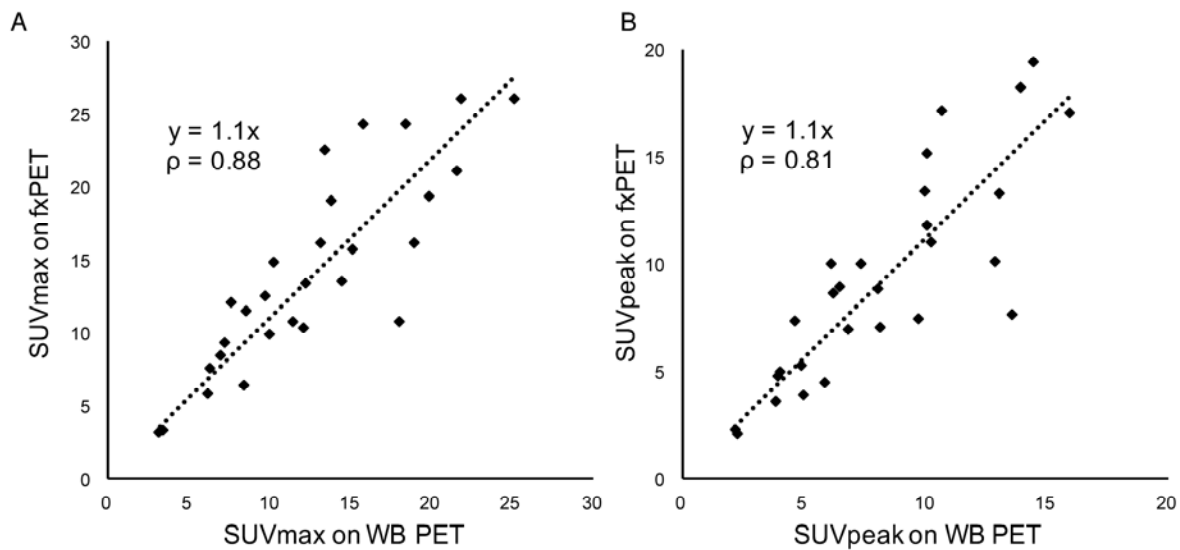 A
30
25
20
15
10
5
0
y = 1.1x
ρ = 0.88
SUVmax on fxPET
0 5 10 15 20 25 30
SUVmax on WB PET
B
20
15
10
5
0
y = 1.1x
ρ = 0.81
SUVpeak on fxPET
0 5 10 15 20
SUVpeak on WB PET